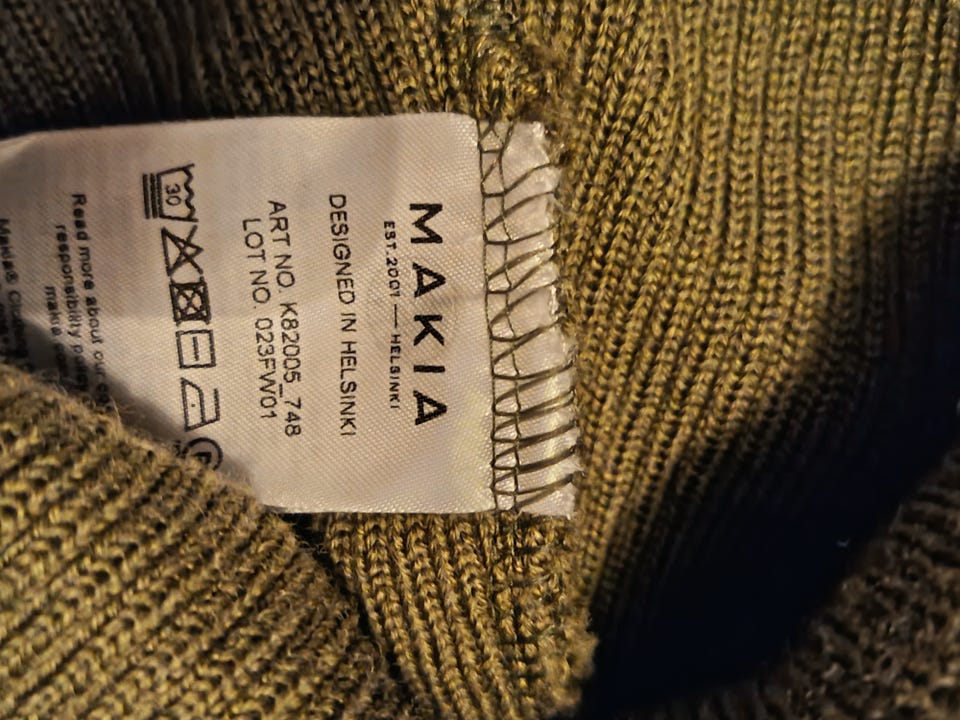 MAKIA
EST.2001 — HELSINKI
DESIGNED IN HELSINKI
ART NO. K82005_748
LOT NO. 023FW01
30
Read more about our
responsibility
Makia®